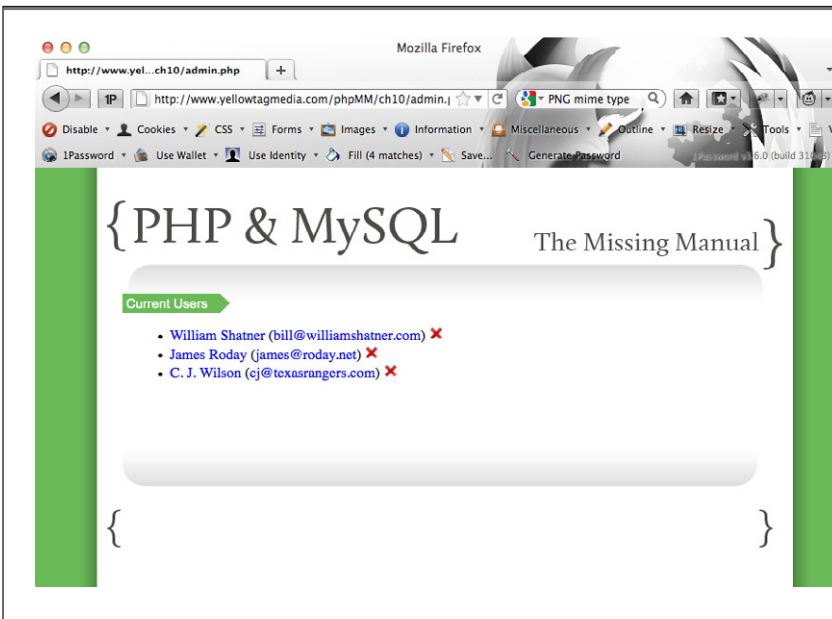 Mozilla Firefox
http://www.yel...ch10/admin.php +
1P http://www.yellowtagmedia.com/phpMM/ch10/admin.p PNG mime type
Disable Cookies CSS Forms Images Information Miscellaneous Outline Resize Tools
1Password Use Wallet Use Identity Fill (4 matches) Save... Generate Password 1Password (build
{PHP & MySQL The Missing Manual}
Current Users
• William Shatner (bill@williamshatner.com)
• James Roday (james@roday.net)
• C. J. Wilson (cj@texasrangers.com)
{ }